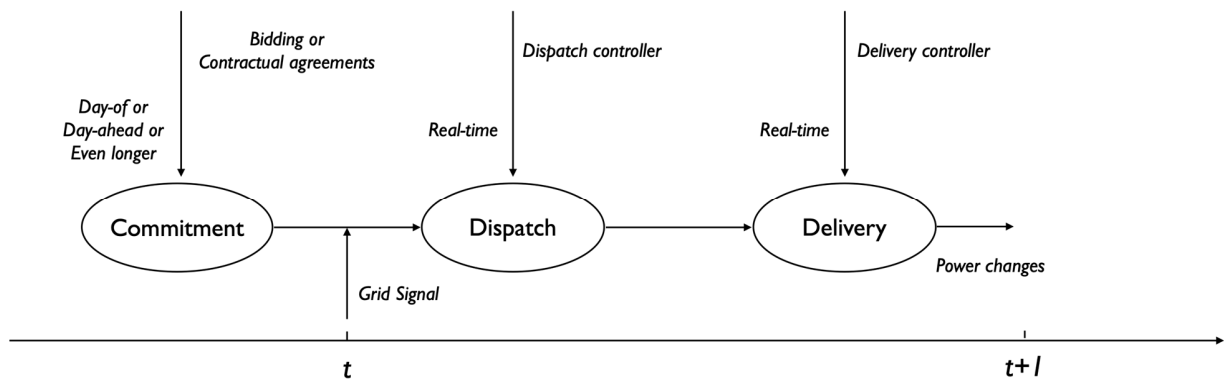 Bidding or
Contractual agreements
Day-of or
Day-ahead or
Even longer
Commitment
Grid Signal
Dispatch controller
Real-time
Dispatch
Delivery controller
Real-time
Delivery
Power changes
t
t+1